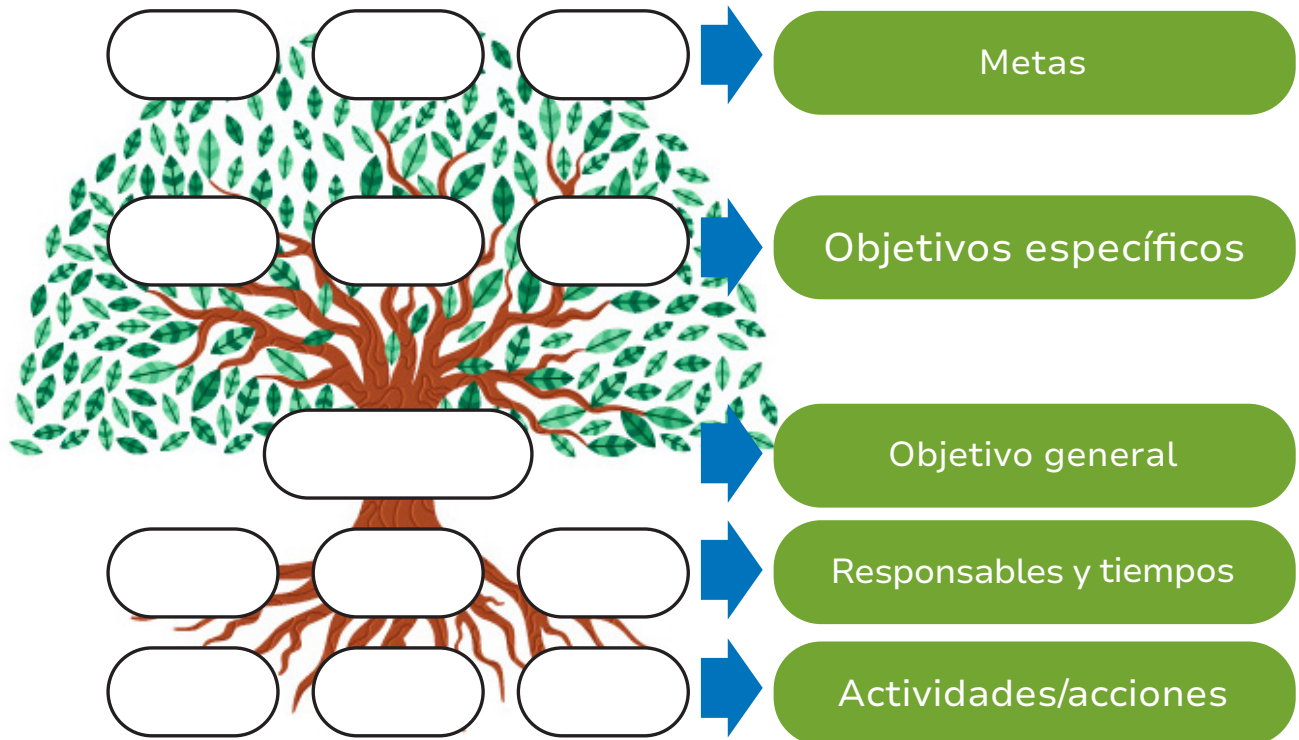 Metas
Objetivos específicos
Objetivo general
Responsables y tiempos
Actividades/acciones